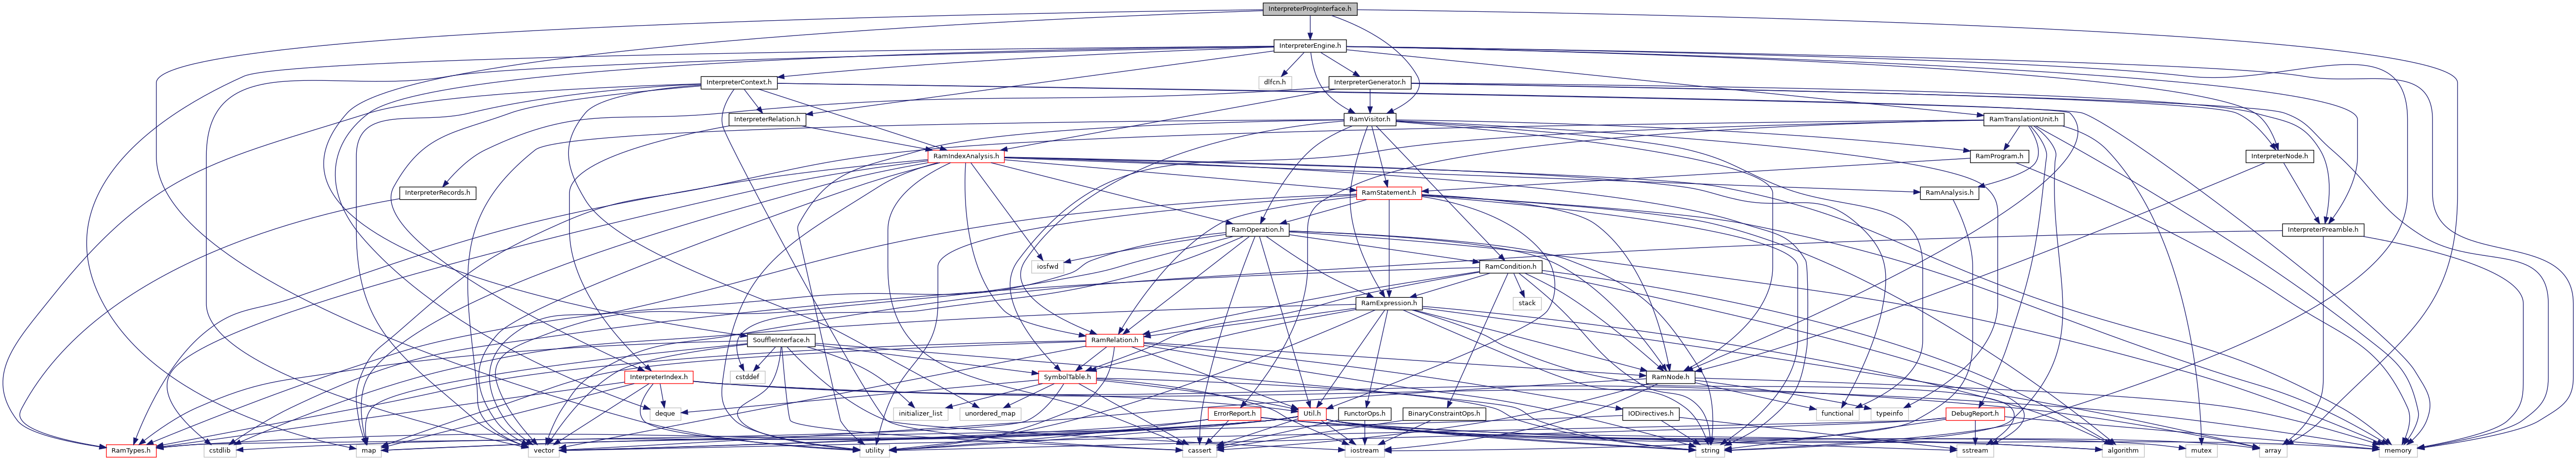 InterpreterProgInterface.h
InterpreterEngine.h
InterpreterContext.h
dlfcn.h
InterpreterGenerator.h
InterpreterRelation.h
RamVisitor.h
RamTranslationUnit.h
RamIndexAnalysis.h
RamProgram.h
InterpreterNode.h
InterpreterRecords.h
RamStatement.h
RamAnalysis.h
RamOperation.h
InterpreterPreamble.h
iosfwd
RamCondition.h
RamExpression.h
stack
SouffleInterface.h
RamRelation.h
InterpreterIndex.h
cstddef
SymbolTable.h
RamNode.h
deque
initializer_list
unordered_map
ErrorReport.h
Util.h
FunctorOps.h
BinaryConstraintOps.h
IODirectives.h
functional
typeinfo
DebugReport.h
RamTypes.h
cstdlib
map
vector
utility
cassert
iostream
string
sstream
algorithm
mutex
array
memory